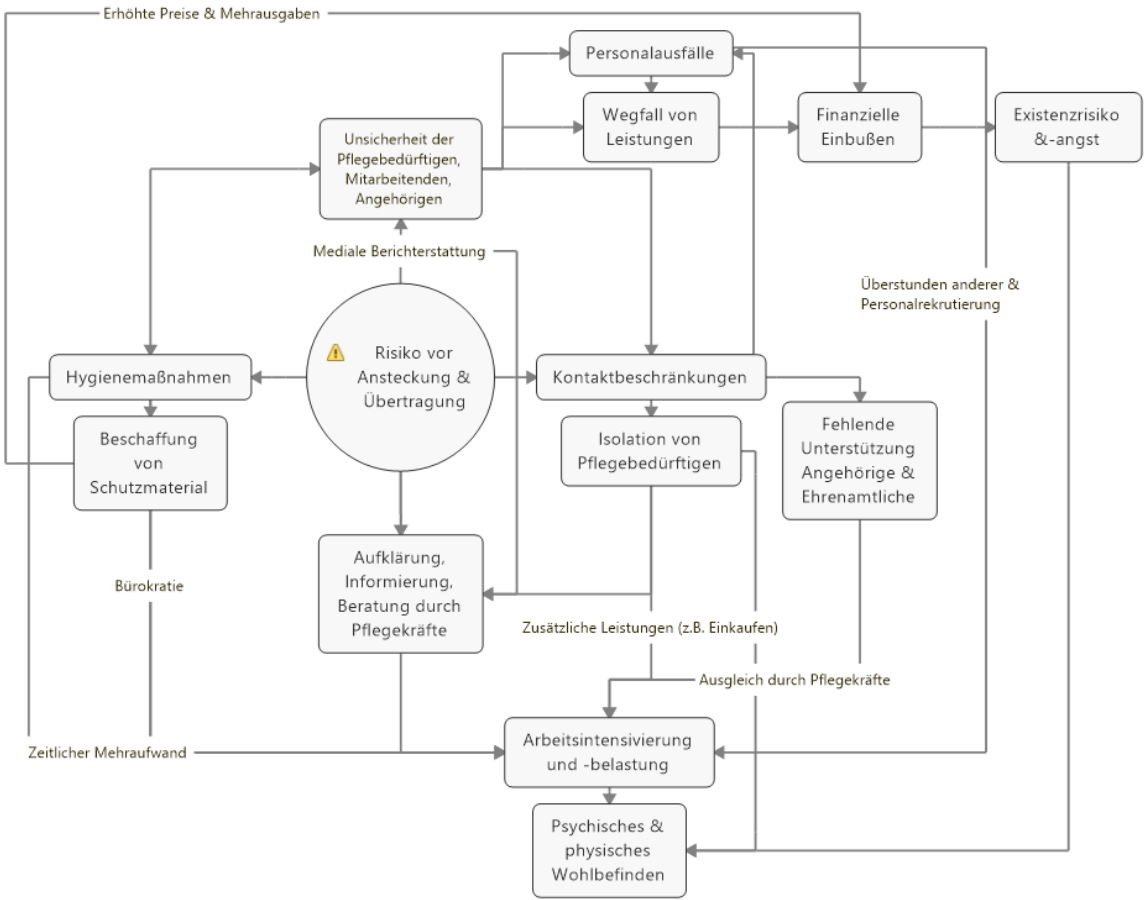 Erhöhte Preise & Mehrausgaben
Personalausfälle
Wegfall von
Leistungen
Finanzielle
Einbußen
Existenzrisiko
&-angst
Unsicherheit der
Pflegebedürftigen,
Mitarbeitenden,
Angehörigen
Mediale Berichterstattung
Überstunden anderer &
Personalrekrutierung
Risiko vor
Ansteckung &
Übertragung
Hygienemaßnahmen
Kontaktbeschränkungen
Beschaffung
von
Schutzmaterial
Isolation von
Pflegebedürftigen
Fehlende
Unterstützung
Angehörige &
Ehrenamtliche
Aufklärung,
Informierung,
Beratung durch
Pflegekräfte
Bürokratie
Zusätzliche Leistungen (z.B. Einkaufen)
Ausgleich durch Pflegekräfte
Zeitlicher Mehraufwand
Arbeitsintensivierung
und -belastung
Psychisches &
physisches
Wohlbefinden